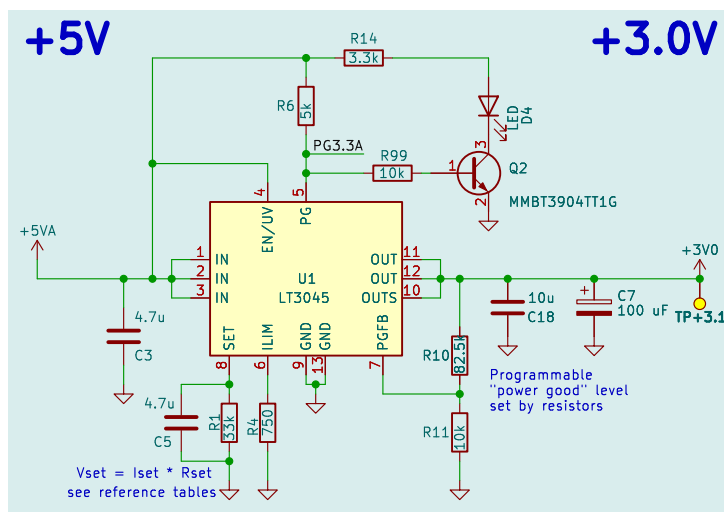 +5V
+3.0V
R14
3.3k
R6
5k
LED
D4
PG3.3A
R99
10k
1
3
2
Q2
MMBT3904TT1G
4
5
EN/UV
PG
+5VA
1
IN
2
IN
3
IN
U1
LT3045
OUT
11
OUT
12
OUTS
10
+3V0
SET
ILIM
GND
GND
PGFB
8
6
9
13
7
4.7u
C3
10u
C18
+
C7
100 uF
TP+3.1
R10
82.5k
4.7u
C5
R1
33k
R4
750
R11
10k
Programmable
"power good" level
set by resistors
Vset = Iset * Rset
see reference tables